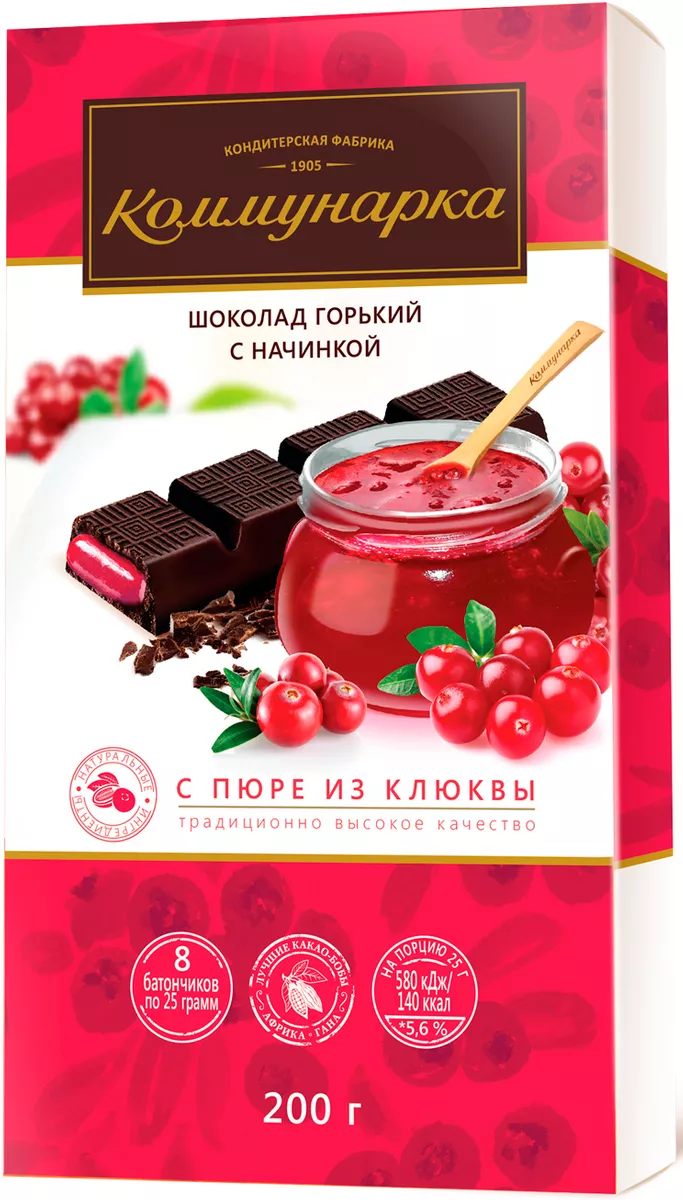 КОНДИТЕРСКАЯ ФАБРИКА
1905
Коммунарка
ШОКОЛАД ГОРЬКИЙ
С НАЧИНКОЙ
Коммунарка
НАТУРАЛЬНЫЕ
ИНГРЕДИЕНТЫ
С ПЮРЕ ИЗ КЛЮКВЫ
традиционно высокое качество
8
батончиков
по 25 грамм
ЛУЧШИЕ КАКАО-БОБЫ
АФРИКА • ГАНА
НА ПОРЦИЮ 25 Г
580 кДж/
140 ккал
*5,6 %
200 г